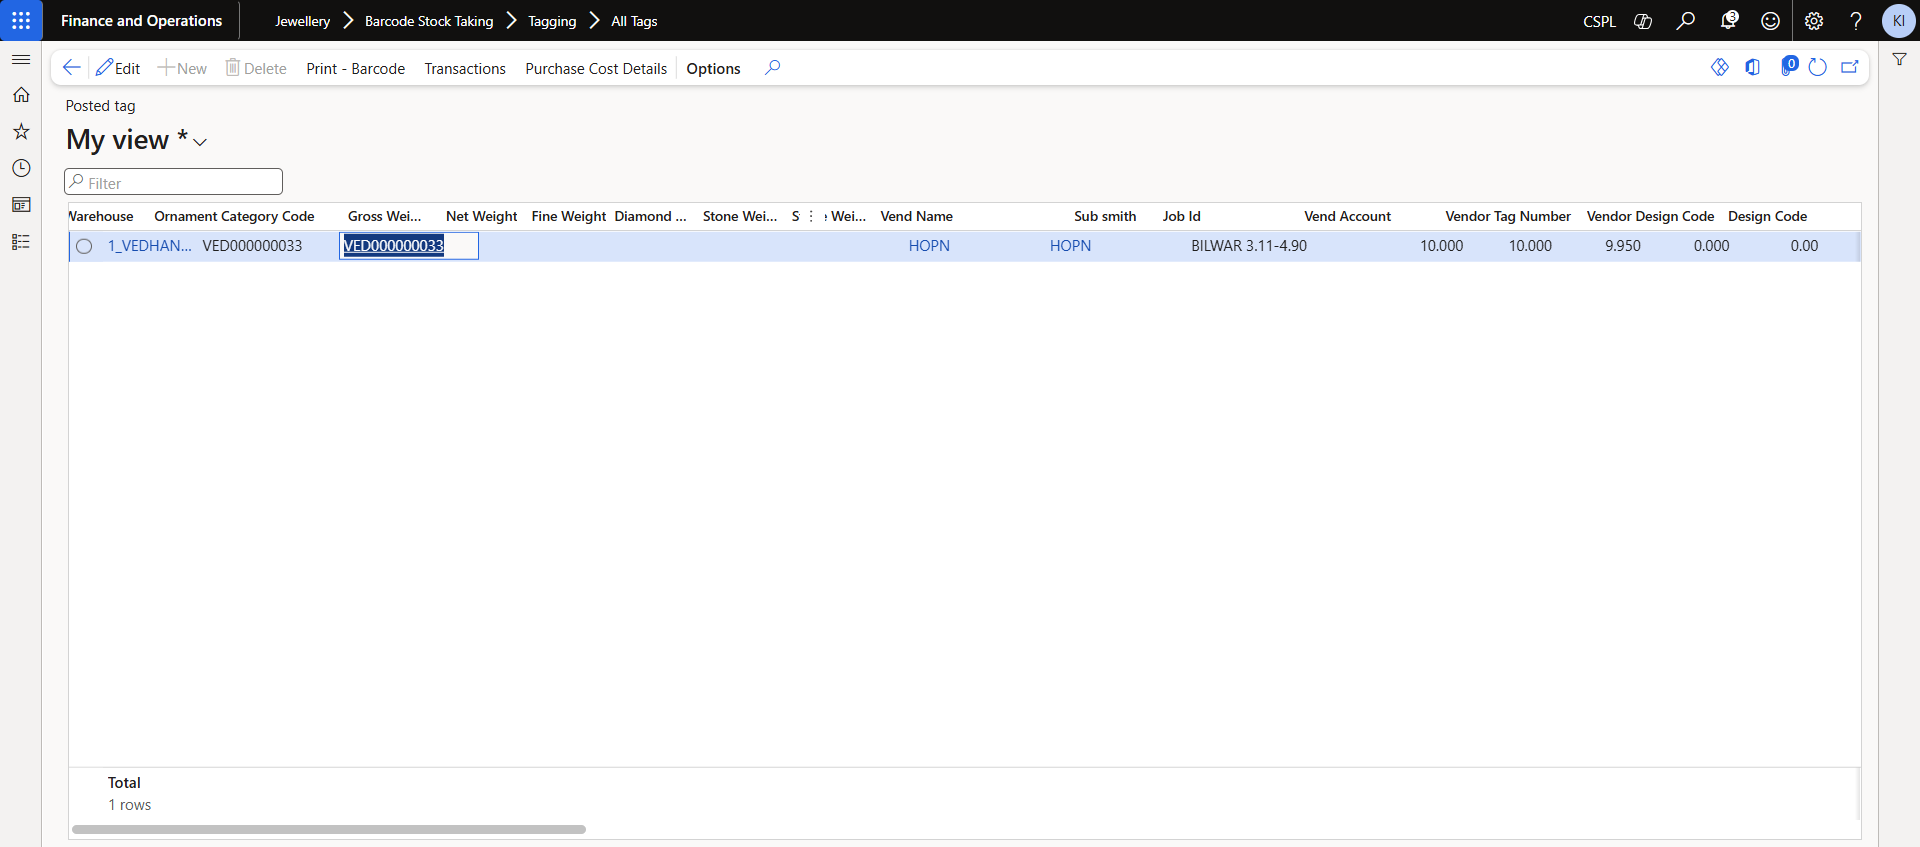 Finance and Operations Jewellery Barcode Stock Taking Tagging All Tags CSPL 3 ? KI
Edit New Delete Print - Barcode Transactions Purchase Cost Details Options 0
Posted tag
My view *
Filter
Warehouse Ornament Category Code Gross Wei... Net Weight Fine Weight Diamond ... Stone Wei... Wei... Vend Name Sub smith Job Id Vend Account Vendor Tag Number Vendor Design Code Design Code
1_VEDHAN... VED000000033 VED000000033 HOPN HOPN BILWAR 3.11-4.90 10.000 10.000 9.950 0.000 0.00
Total
1 rows